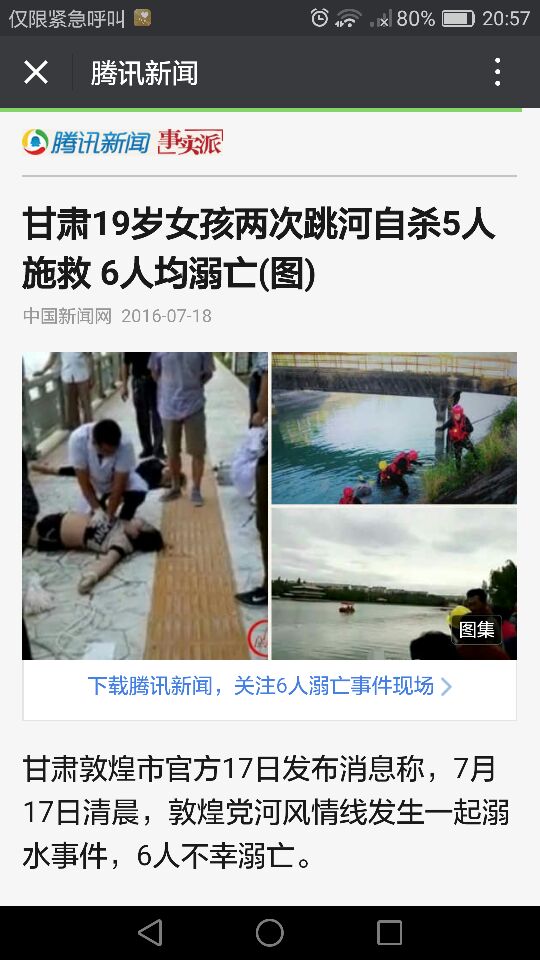 仅限紧急呼叫 80% 20:57
腾讯新闻
腾讯新闻 事实派
甘肃19岁女孩两次跳河自杀5人
施救 6人均溺亡(图)
中国新闻网 2016-07-18
图集
下载腾讯新闻，关注6人溺亡事件现场
甘肃敦煌市官方17日发布消息称，7月
17日清晨，敦煌党河风情线发生一起溺
水事件，6人不幸溺亡。